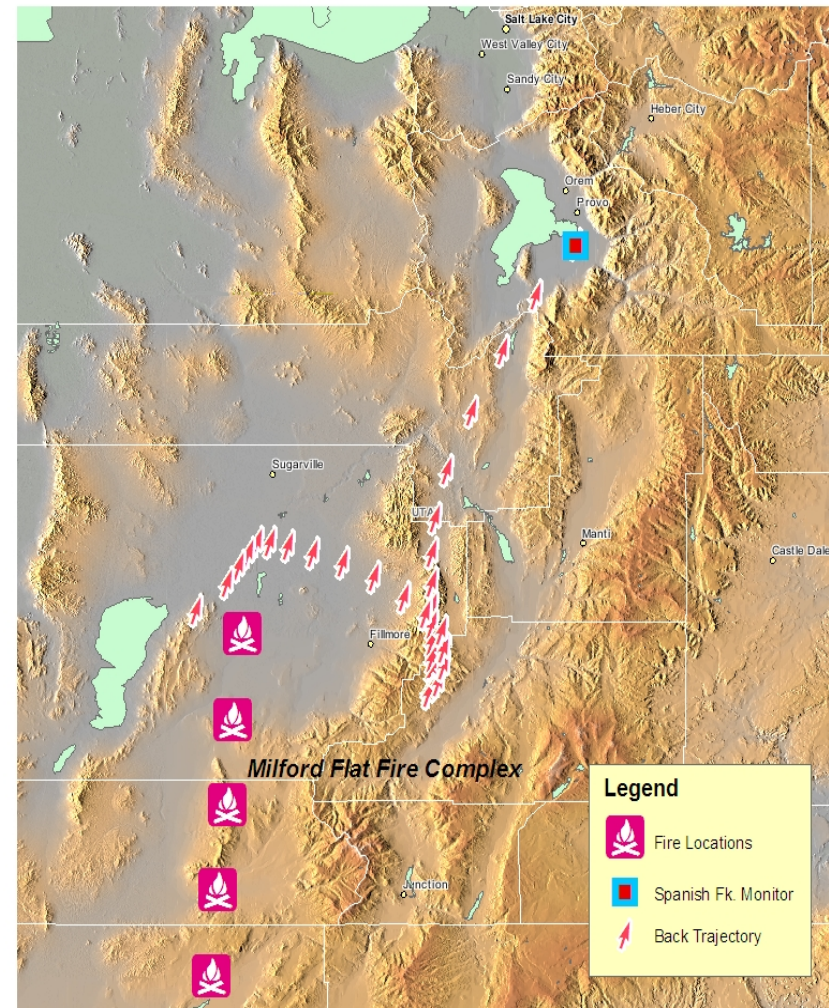 Salt Lake City
West Valley City
Sandy City
Heber City
Orem
Provo
Sugarville
UTA
Manti
Castle Dale
Fillmore
Milford Flat Fire Complex
Junction
Legend
Fire Locations
Spanish Fk. Monitor
Back Trajectory